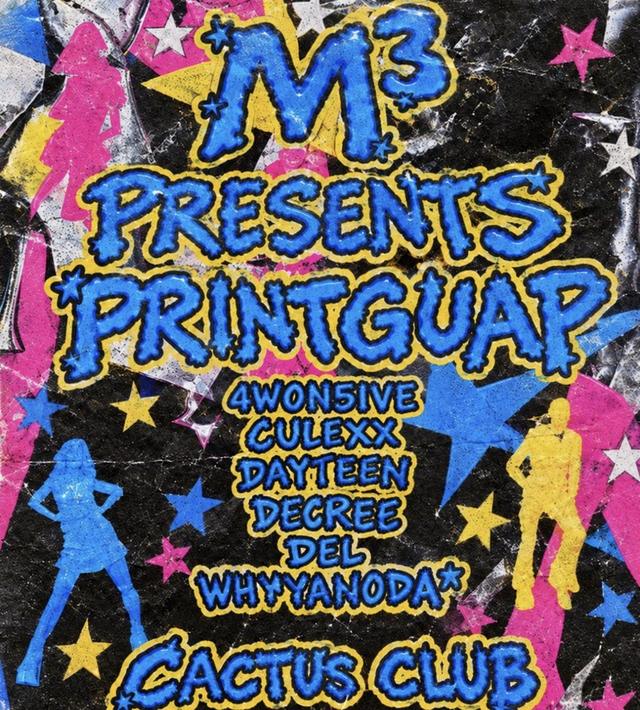 M³
PRESENTS
PRINTGUAP
4WON5IVE
CULEXX
DAYTEEN
DECREE
DEL
WHYYANODA*
CACTUS CLUB